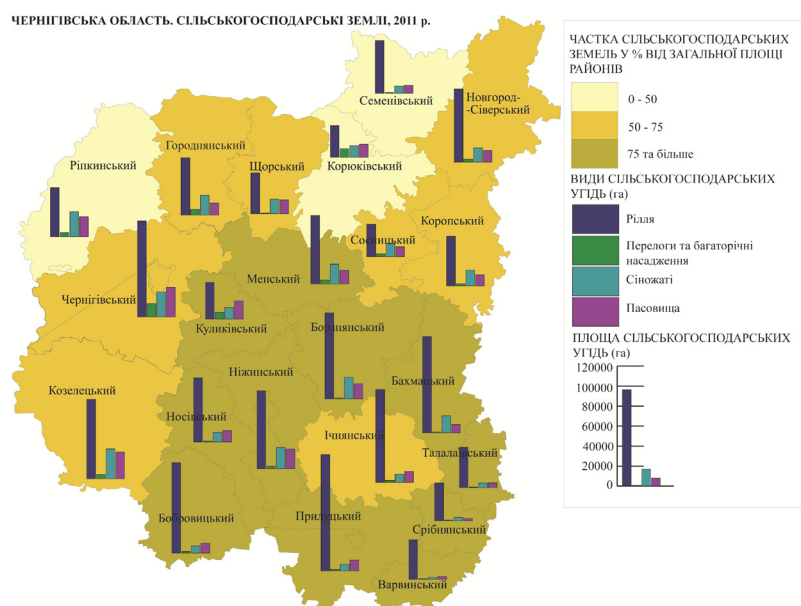 ЧЕРНІГІВСЬКА ОБЛАСТЬ. СІЛЬСЬКОГОСПОДАРСЬКІ ЗЕМЛІ, 2011 р.
Семенівський
Новгород-
-Сіверський
Городнянський
Щорський
Корюківський
Ріпкинський
Коропський
Сосницький
Менський
Чернігівський
Куликівський
Борзнянський
Ніжинський
Бахмацький
Козелецький
Носівський
Ічнянський
Талалаївський
Прилуцький
Срібнянський
Бобровицький
Варвинський
ЧАСТКА СІЛЬСЬКОГОСПОДАРСЬКИХ
ЗЕМЕЛЬ У % ВІД ЗАГАЛЬНОЇ ПЛОЩІ
РАЙОНІВ
0 - 50
50 - 75
75 та більше
ВИДИ СІЛЬСЬКОГОСПОДАРСЬКИХ
УГІДЬ (га)
Рілля
Перелоги та багаторічні
насадження
Сіножаті
Пасовища
ПЛОЩА СІЛЬСЬКОГОСПОДАРСЬКИХ
УГІДЬ (га)
120000
100000
80000
60000
40000
20000
0